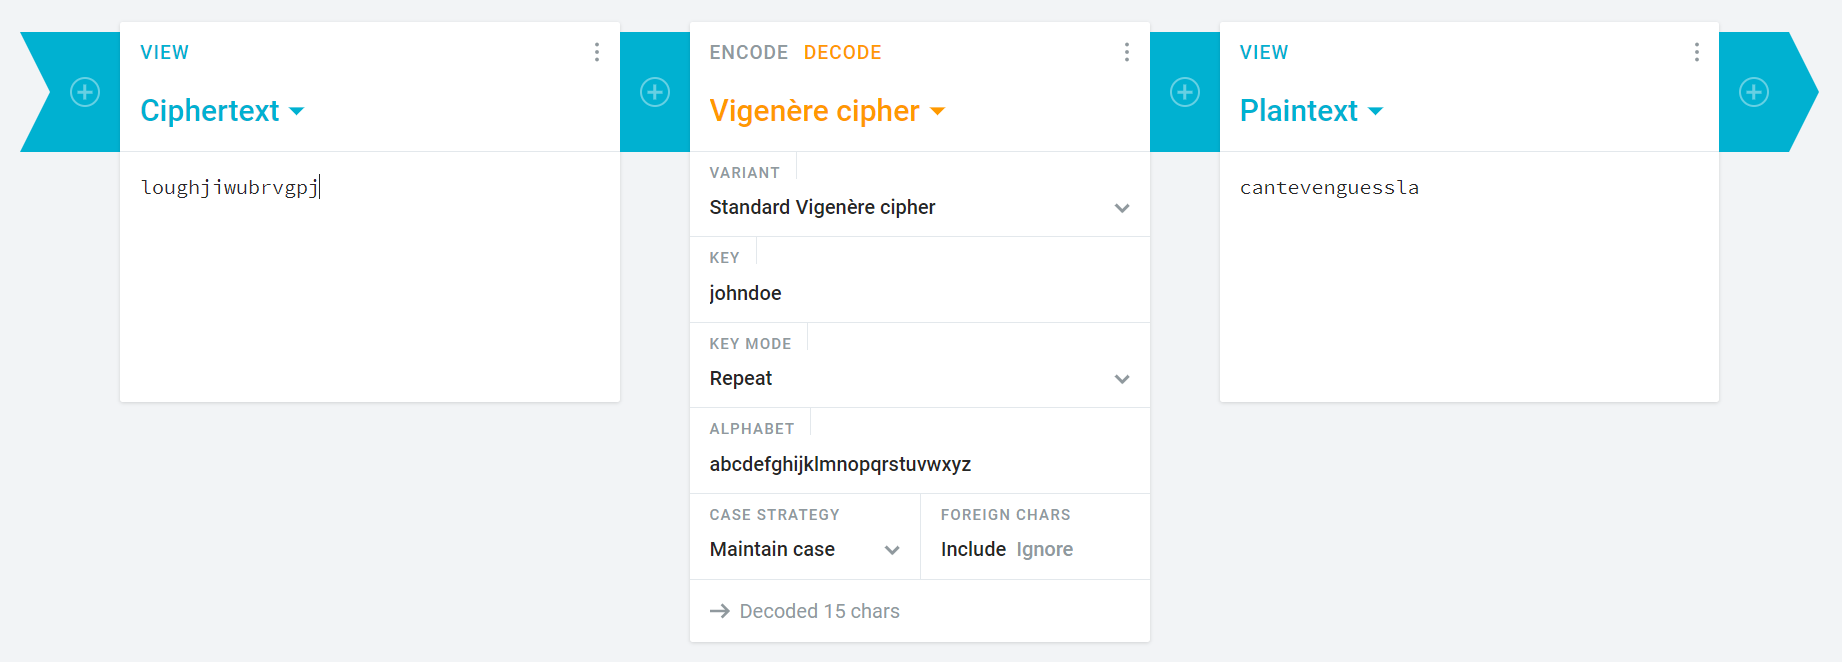 VIEW
Ciphertext
loughjiwubrvgpj
ENCODE DECODE
Vigenère cipher
VARIANT
Standard Vigenère cipher
KEY
johndoe
KEY MODE
Repeat
ALPHABET
abcdefghijklmnopqrstuvwxyz
CASE STRATEGY
Maintain case
FOREIGN CHARS
Include Ignore
→ Decoded 15 chars
VIEW
Plaintext
cantevenguessla